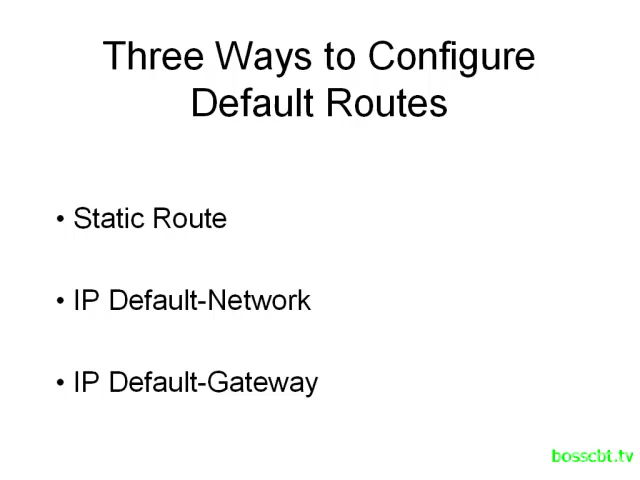 Three Ways to Configure
Default Routes
• Static Route
• IP Default-Network
• IP Default-Gateway
bosscbt.tv